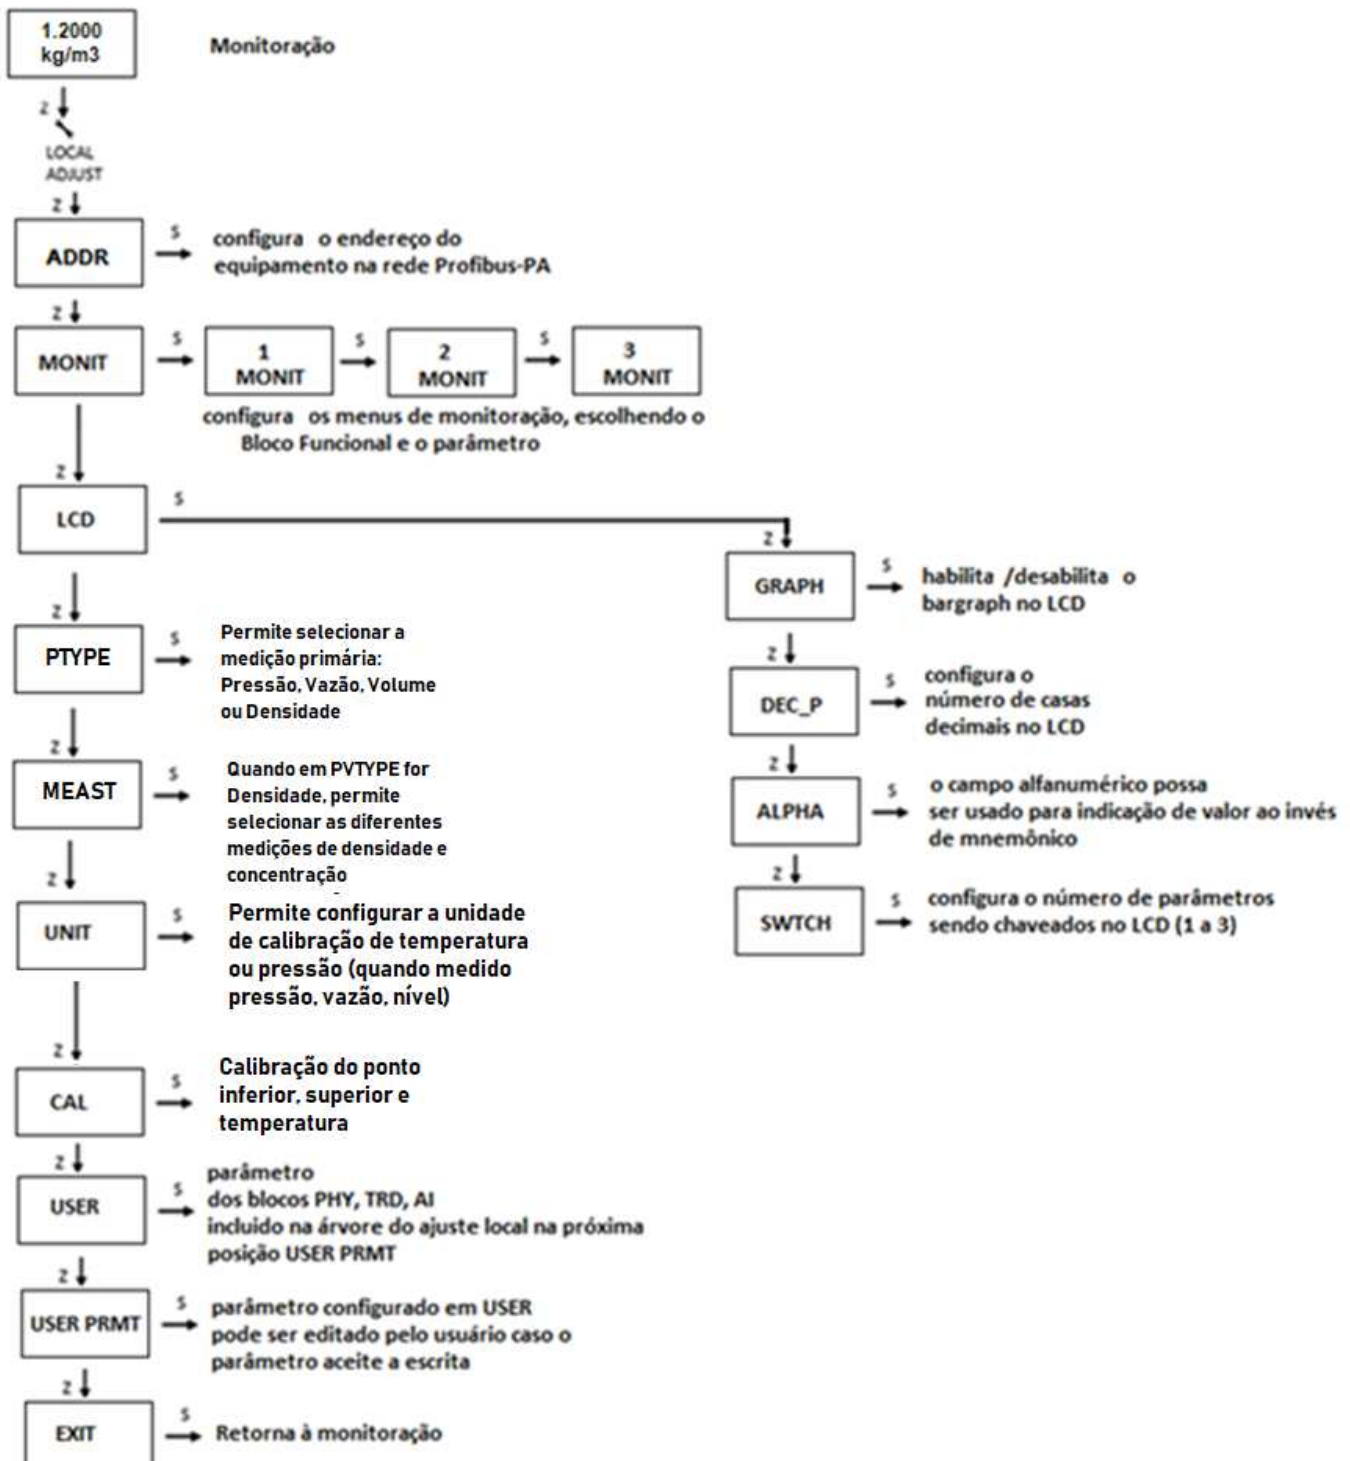 1.2000
kg/m3
Monitoração
Z
LOCAL
ADJUST
Z
ADDR
S
configura o endereço do
equipamento na rede Profibus-PA
Z
MONIT
S
1
MONIT
S
2
MONIT
S
3
MONIT
configura os menus de monitoração, escolhendo o
Bloco Funcional e o parâmetro
Z
LCD
S
Z
GRAPH
S
habilita /desabilita o
bargraph no LCD
Z
DEC_P
S
configura o
número de casas
decimais no LCD
Z
ALPHA
S
o campo alfanumérico possa
ser usado para indicação de valor ao invés
de mnemônico
Z
SWTCH
S
configura o número de parâmetros
sendo chaveados no LCD (1 a 3)
Z
PTYPE
S
Permite selecionar a
medição primária:
Pressão, Vazão, Volume
ou Densidade
Z
MEAST
S
Quando em PVTYPE for
Densidade, permite
selecionar as diferentes
medições de densidade e
concentração
Z
UNIT
S
Permite configurar a unidade
de calibração de temperatura
ou pressão (quando medido
pressão, vazão, nível)
Z
CAL
S
Calibração do ponto
inferior, superior e
temperatura
Z
USER
S
parâmetro
dos blocos PHY, TRD, AI
incluido na árvore do ajuste local na próxima
posição USER PRMT
Z
USER PRMT
S
parâmetro configurado em USER
pode ser editado pelo usuário caso o
parâmetro aceite a escrita
Z
EXIT
S
Retorna à monitoração